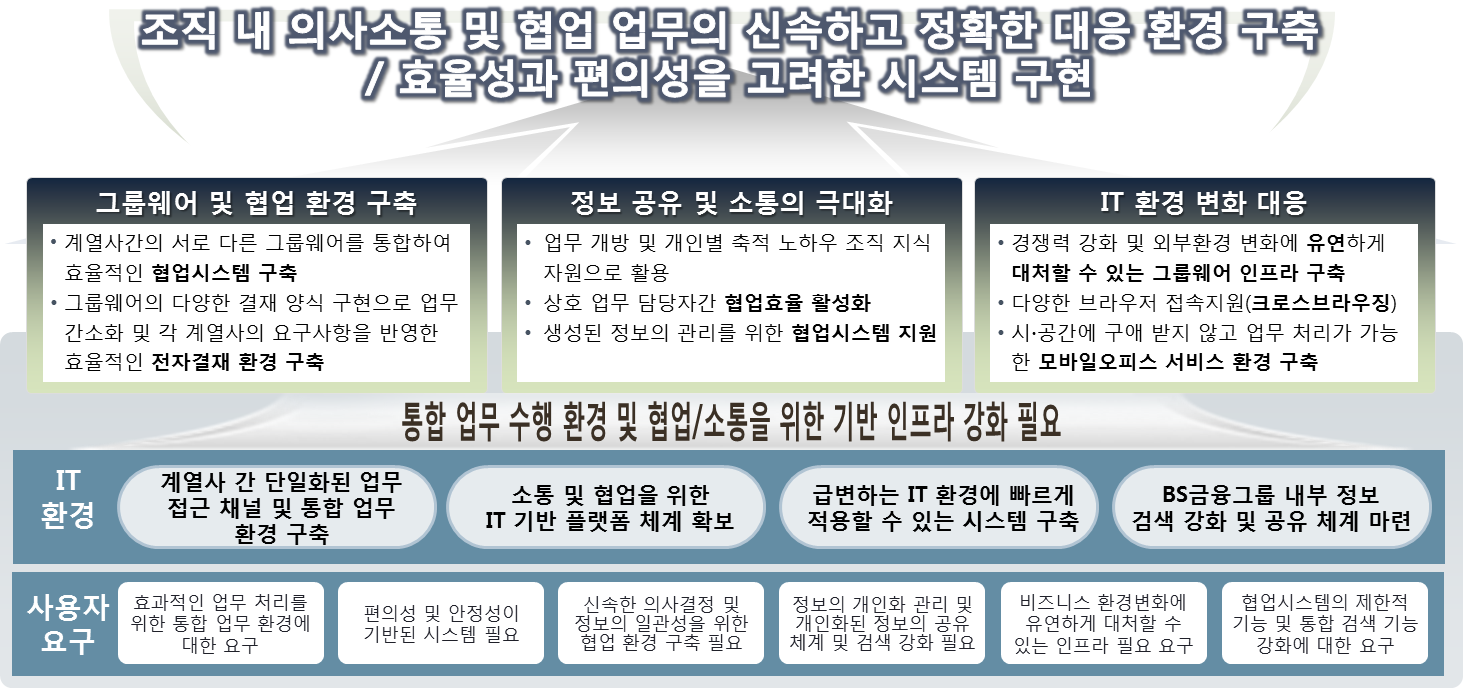 조직 내 의사소통 및 협업 업무의 신속하고 정확한 대응 환경 구축
/ 효율성과 편의성을 고려한 시스템 구현
그룹웨어 및 협업 환경 구축
• 계열사간의 서로 다른 그룹웨어를 통합하여
효율적인 협업시스템 구축
• 그룹웨어의 다양한 결재 양식 구현으로 업무
간소화 및 각 계열사의 요구사항을 반영한
효율적인 전자결재 환경 구축
정보 공유 및 소통의 극대화
• 업무 개방 및 개인별 축적 노하우 조직 지식
자원으로 활용
• 상호 업무 담당자간 협업효율 활성화
• 생성된 정보의 관리를 위한 협업시스템 지원
IT 환경 변화 대응
• 경쟁력 강화 및 외부환경 변화에 유연하게
대처할 수 있는 그룹웨어 인프라 구축
• 다양한 브라우저 접속지원(크로스브라우징)
• 시·공간에 구애 받지 않고 업무 처리가 가능
한 모바일오피스 서비스 환경 구축
통합 업무 수행 환경 및 협업/소통을 위한 기반 인프라 강화 필요
IT
환경
계열사 간 단일화된 업무
접근 채널 및 통합 업무
환경 구축
소통 및 협업을 위한
IT 기반 플랫폼 체계 확보
급변하는 IT 환경에 빠르게
적용할 수 있는 시스템 구축
BS금융그룹 내부 정보
검색 강화 및 공유 체계 마련
사용자
요구
효과적인 업무 처리를
위한 통합 업무 환경에
대한 요구
편의성 및 안정성이
기반된 시스템 필요
신속한 의사결정 및
정보의 일관성을 위한
협업 환경 구축 필요
정보의 개인화 관리 및
개인화된 정보의 공유
체계 및 검색 강화 필요
비즈니스 환경변화에
유연하게 대처할 수
있는 인프라 필요 요구
협업시스템의 제한적
기능 및 통합 검색 기능
강화에 대한 요구